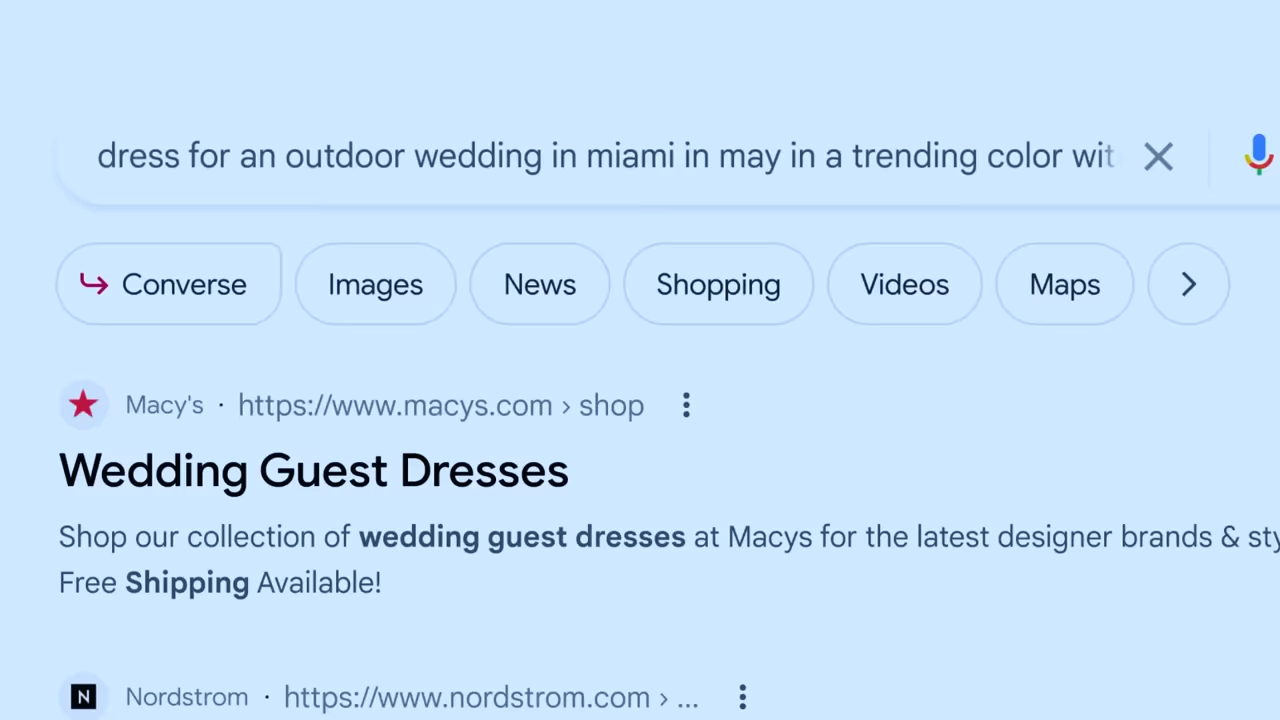 dress for an outdoor wedding in miami in may in a trending color wit
Converse Images News Shopping Videos Maps
Macy's · https://www.macys.com › shop
Wedding Guest Dresses
Shop our collection of wedding guest dresses at Macys for the latest designer brands & sty
Free Shipping Available!
N Nordstrom · https://www.nordstrom.com › ...